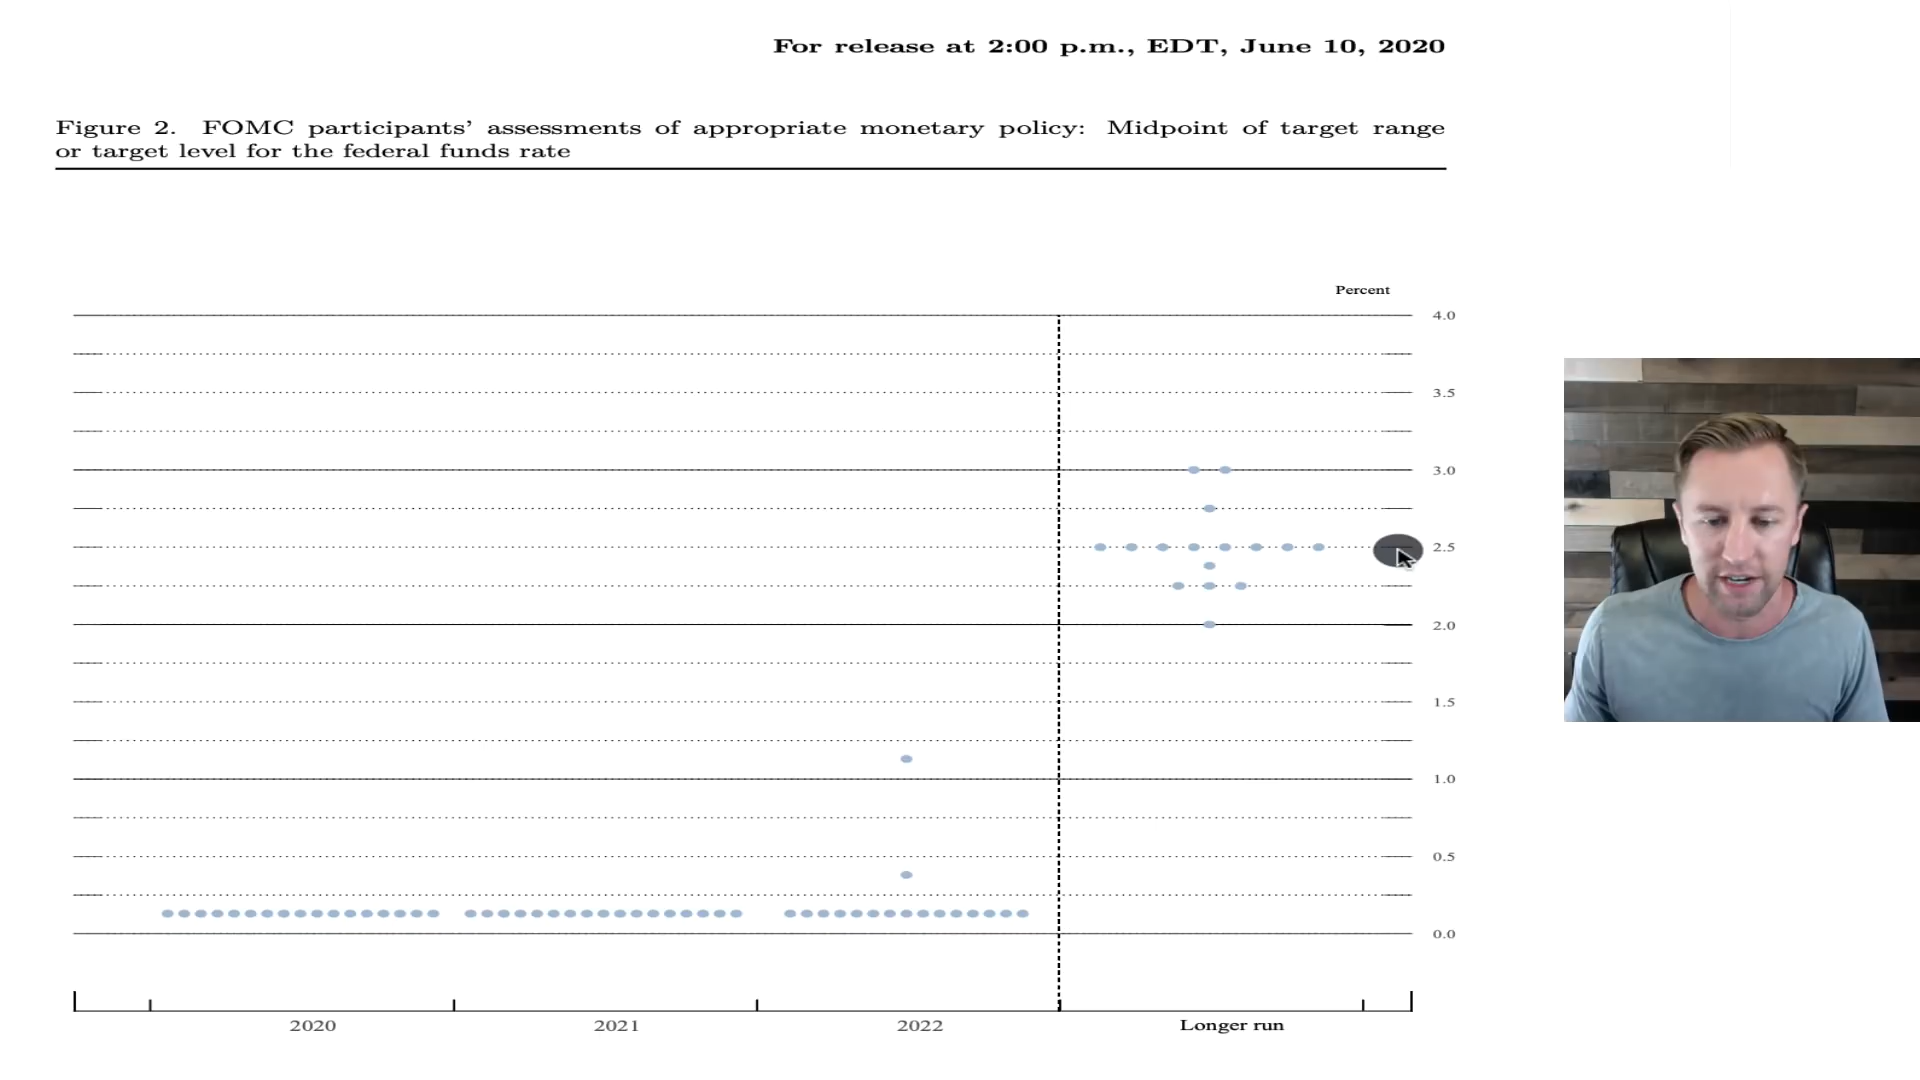 For release at 2:00 p.m., EDT, June 10, 2020
Figure 2. FOMC participants' assessments of appropriate monetary policy: Midpoint of target range
or target level for the federal funds rate
Percent
4.0
3.5
3.0
2.5
2.0
1.5
1.0
0.5
0.0
2020
2021
2022
Longer run